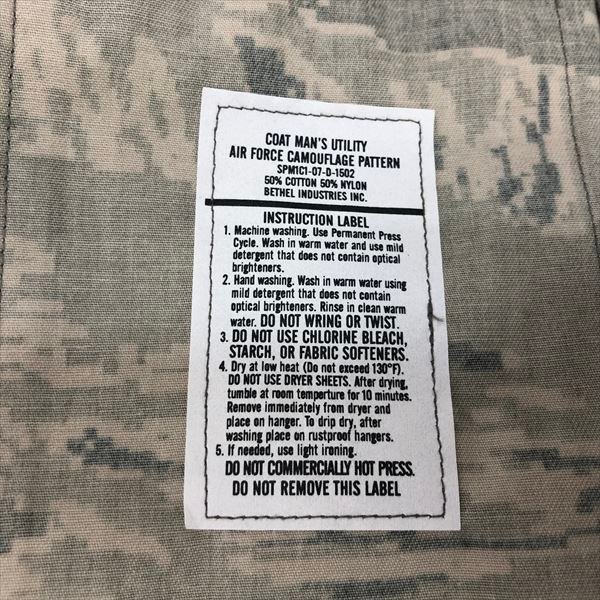 COAT MAN'S UTILITY
AIR FORCE CAMOUFLAGE PATTERN
SPM1C1-07-D-1502
50% COTTON 50% NYLON
BETHEL INDUSTRIES INC.
INSTRUCTION LABEL
1. Machine washing. Use Permanent Press
Cycle. Wash in warm water and use mild
detergent that does not contain optical
brighteners.
2. Hand washing. Wash in warm water using
mild detergent that does not contain
optical brighteners. Rinse in clean warm
water. DO NOT WRING OR TWIST.
3. DO NOT USE CHLORINE BLEACH,
STARCH, OR FABRIC SOFTENERS.
4. Dry at low heat (Do not exceed 130°F).
DO NOT USE DRYER SHEETS. After drying,
tumble at room temperture for 10 minutes.
Remove immediately from dryer and
place on hanger. To drip dry, after
washing place on rustproof hangers.
5. If needed, use light ironing.
DO NOT COMMERCIALLY HOT PRESS.
DO NOT REMOVE THIS LABEL